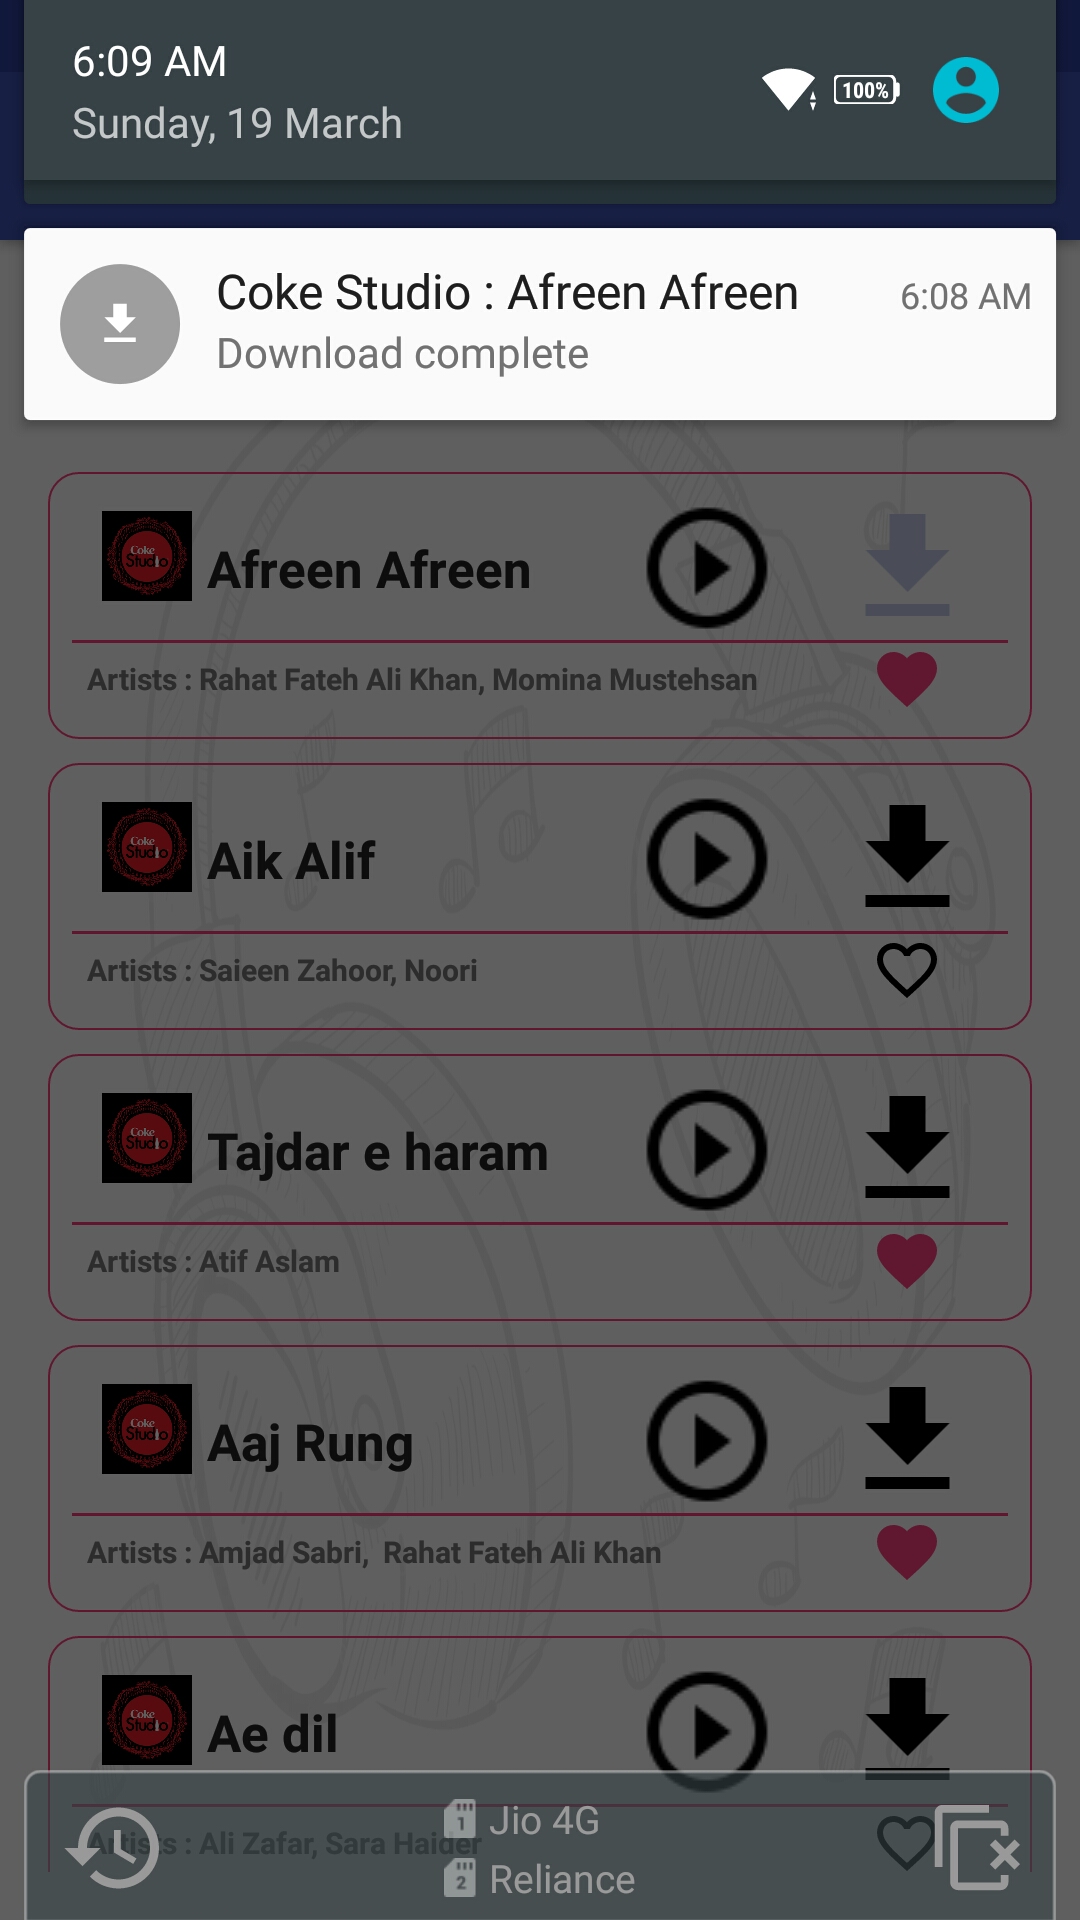 6:09 AM
100%
Sunday, 19 March
Coke Studio : Afreen Afreen
6:08 AM
Download complete
Coke Studio
Afreen Afreen
Artists : Rahat Fateh Ali Khan, Momina Mustehsan
Coke Studio
Aik Alif
Artists : Saieen Zahoor, Noori
Coke Studio
Tajdar e haram
Artists : Atif Aslam
Coke Studio
Aaj Rung
Artists : Amjad Sabri,  Rahat Fateh Ali Khan
Coke Studio
Ae dil
Artists : Ali Zafar, Sara Haider
1 Jio 4G
2 Reliance